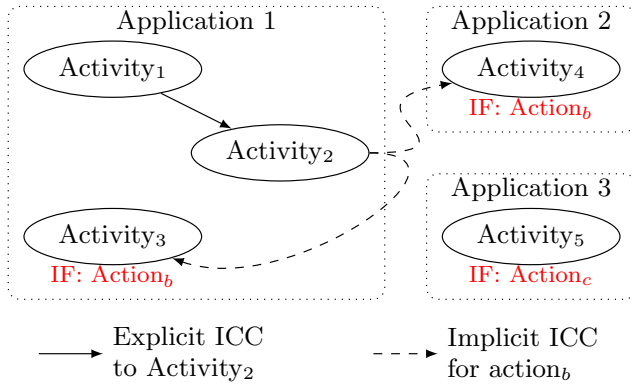 Application 1
Activity₁
Activity₂
Activity₃
IF: Action_b
Application 2
Activity₄
IF: Action_b
Application 3
Activity₅
IF: Action_c
Explicit ICC
to Activity₂
Implicit ICC
for action_b